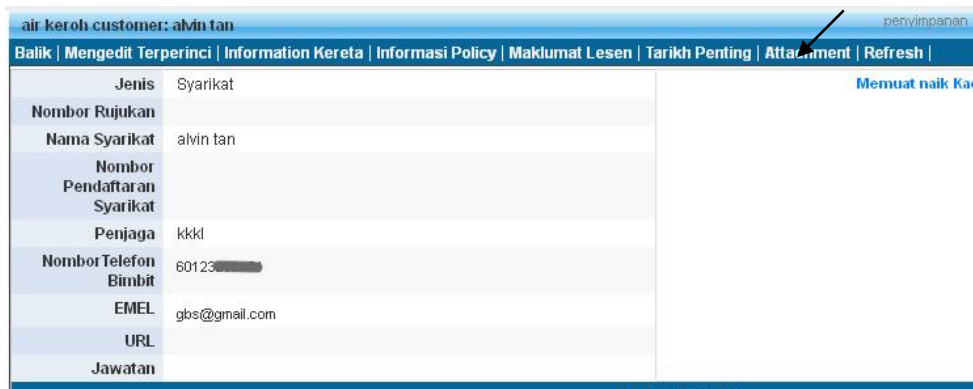 air keroh customer: alvin tan penyimpanan
Balik | Mengedit Terperinci | Information Kereta | Informasi Policy | Maklumat Lesen | Tarikh Penting | Attachment | Refresh |
Jenis Syarikat Memuat naik Kad
Nombor Rujukan
Nama Syarikat alvin tan
Nombor
Pendaftaran
Syarikat
Penjaga kkkl
NomborTelefon
Bimbit
60123
EMEL gbs@gmail.com
URL
Jawatan